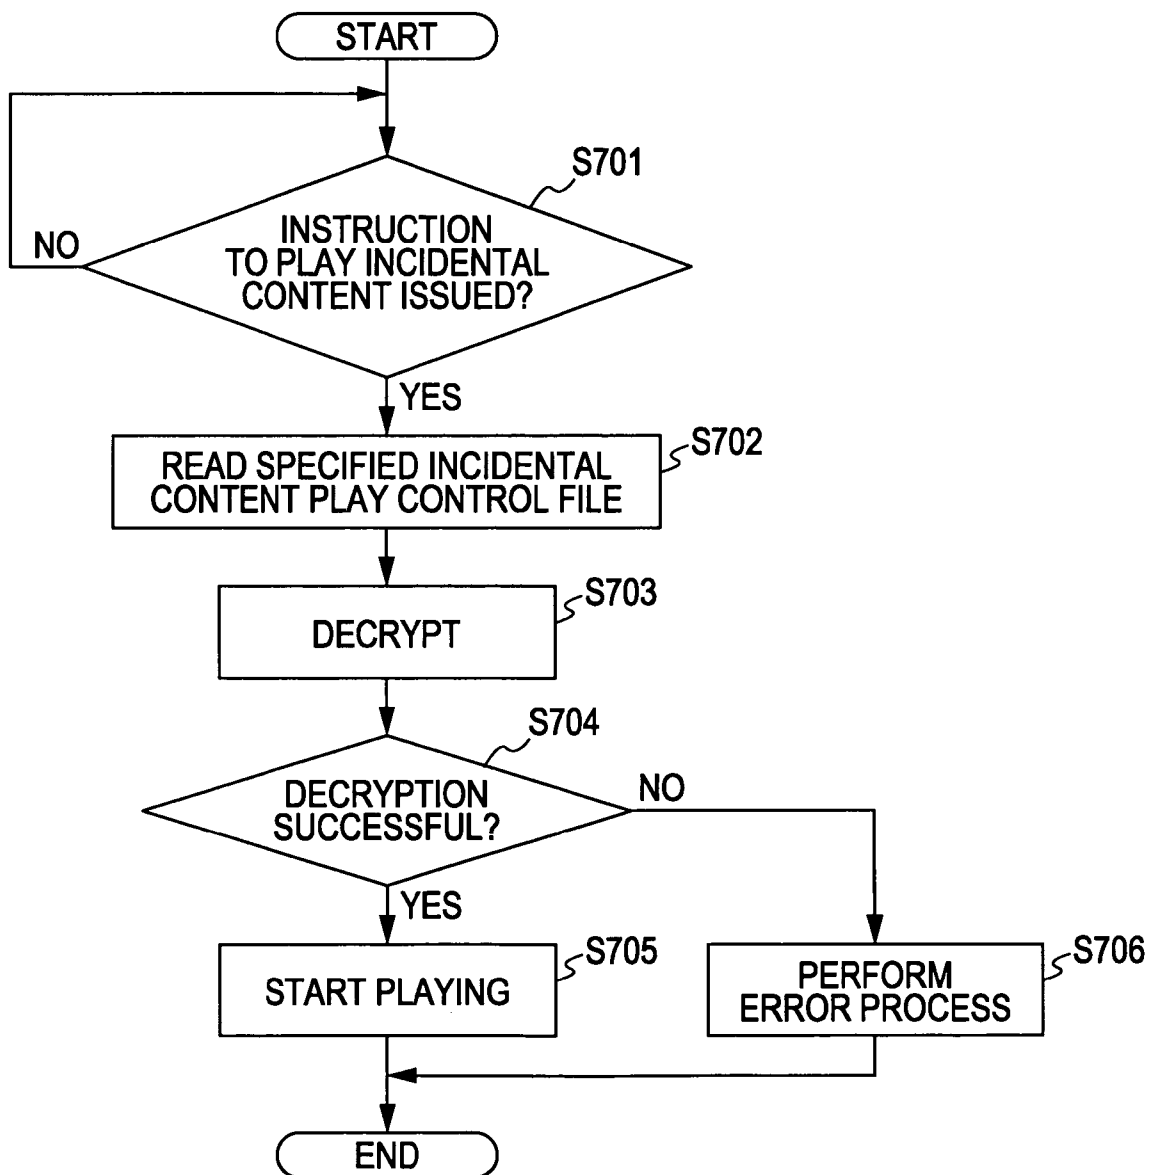 START
S701
INSTRUCTION
TO PLAY INCIDENTAL
CONTENT ISSUED?
NO
YES
S702
READ SPECIFIED INCIDENTAL
CONTENT PLAY CONTROL FILE
S703
DECRYPT
S704
DECRYPTION
SUCCESSFUL?
NO
YES
S705
START PLAYING
S706
PERFORM
ERROR PROCESS
END